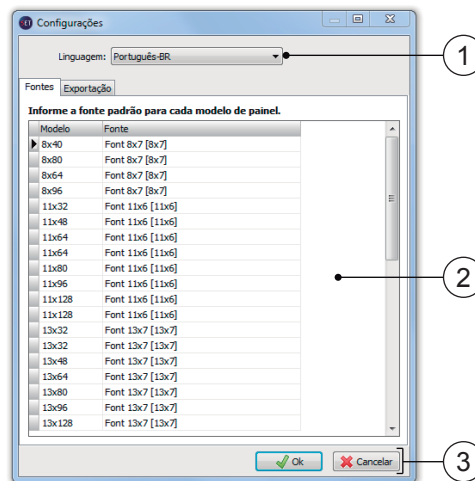 Configurações
Linguagem: Português-BR
1
Fontes Exportação
Informe a fonte padrão para cada modelo de painel.
Modelo Fonte
8x40 Font 8x7 [8x7]
8x80 Font 8x7 [8x7]
8x64 Font 8x7 [8x7]
8x96 Font 8x7 [8x7]
11x32 Font 11x6 [11x6]
11x48 Font 11x6 [11x6]
11x64 Font 11x6 [11x6]
11x64 Font 11x6 [11x6]
11x80 Font 11x6 [11x6]
11x96 Font 11x6 [11x6]
2
11x128 Font 11x6 [11x6]
11x128 Font 11x6 [11x6]
13x32 Font 13x7 [13x7]
13x32 Font 13x7 [13x7]
13x48 Font 13x7 [13x7]
13x64 Font 13x7 [13x7]
13x80 Font 13x7 [13x7]
13x96 Font 13x7 [13x7]
13x128 Font 13x7 [13x7]
Ok Cancelar
3